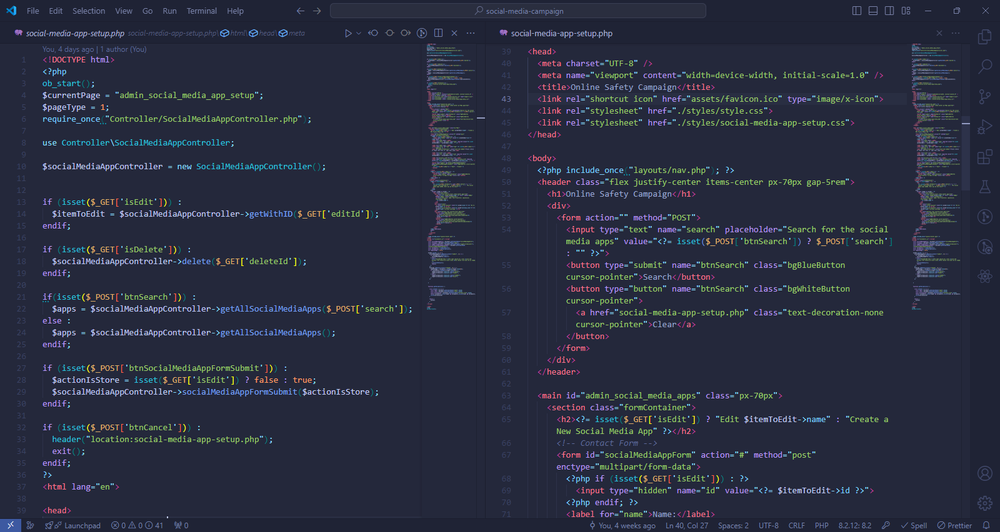 File Edit Selection View Go Run Terminal Help
social-media-campaign
social-media-app-setup.php social-media-app-setup.php\ html\ head\ meta
You, 4 days ago | 1 author (You)
1 <!DOCTYPE html>
2 <?php
3 ob_start();
4 $currentPage = "admin_social_media_app_setup";
5 $pageType = 1;
6 require_once("Controller/SocialMediaAppController.php");
7
8 use Controller\SocialMediaAppController;
9
10 $socialMediaAppController = new SocialMediaAppController();
11
12
13 if (isset($_GET['isEdit'])) :
14 $itemToEdit = $socialMediaAppController->getWithID($_GET['editId']);
15 endif;
16
17 if (isset($_GET['isDelete'])) :
18 $socialMediaAppController->delete($_GET['deleteId']);
19 endif;
20
21 if(isset($_POST['btnSearch'])) :
22 $apps = $socialMediaAppController->getAllSocialMediaApps($_POST['search']);
23 else :
24 $apps = $socialMediaAppController->getAllSocialMediaApps();
25 endif;
26
27 if (isset($_POST['btnSocialMediaAppFormSubmit'])) :
28 $actionIsStore = isset($_GET['isEdit']) ? false : true;
29 $socialMediaAppController->socialMediaAppFormSubmit($actionIsStore);
30 endif;
31
32 if (isset($_POST['btnCancel'])) :
33 header("location:social-media-app-setup.php");
34 exit();
35 endif;
36 ?>
37 <html lang="en">
38
39 <head>
social-media-app-setup.php
39 <head>
40 <meta charset="UTF-8" />
41 <meta name="viewport" content="width=device-width, initial-scale=1.0" />
42 <title>Online Safety Campaign</title>
43 <link rel="shortcut icon" href="assets/favicon.ico" type="image/x-icon">
44 <link rel="stylesheet" href="./styles/style.css">
45 <link rel="stylesheet" href="./styles/social-media-app-setup.css">
46 </head>
47
48 <body>
49 <?php include_once("layouts/nav.php"); ?>
50 <header class="flex justify-center items-center px-70px gap-5rem">
51 <h1>Online Safety Campaign</h1>
52 <div>
53 <form action="" method="POST">
54 <input type="text" name="search" placeholder="Search for the social
media apps" value="<?= isset($_POST['btnSearch']) ? $_POST['search']
: "" ?>">
55 <button type="submit" name="btnSearch" class="bgBlueButton
cursor-pointer">Search</button>
56 <button type="button" name="btnSearch" class="bgWhiteButton
cursor-pointer">
57 <a href="social-media-app-setup.php" class="text-decoration-none
cursor-pointer">Clear</a>
58 </button>
59 </form>
60 </div>
61 </header>
62
63 <main id="admin_social_media_apps" class="px-70px">
64 <section class="formContainer">
65 <h2><?= isset($_GET['isEdit']) ? "Edit $itemToEdit->name" : "Create a
New Social Media App" ?></h2>
66 <!-- Contact Form -->
67 <form id="socialMediaAppForm" action="#" method="post"
enctype="multipart/form-data">
68 <?php if (isset($_GET['isEdit'])) : ?>
69 <input type="hidden" name="id" value="<?= $itemToEdit->id ?>">
70 <?php endif; ?>
71 <label for="name">Name:</label>
Launchpad 0 0 41 0
You, 4 weeks ago Ln 40, Col 27 Spaces: 2 UTF-8 CRLF PHP 8.2.12: 8.2 Spell Prettier